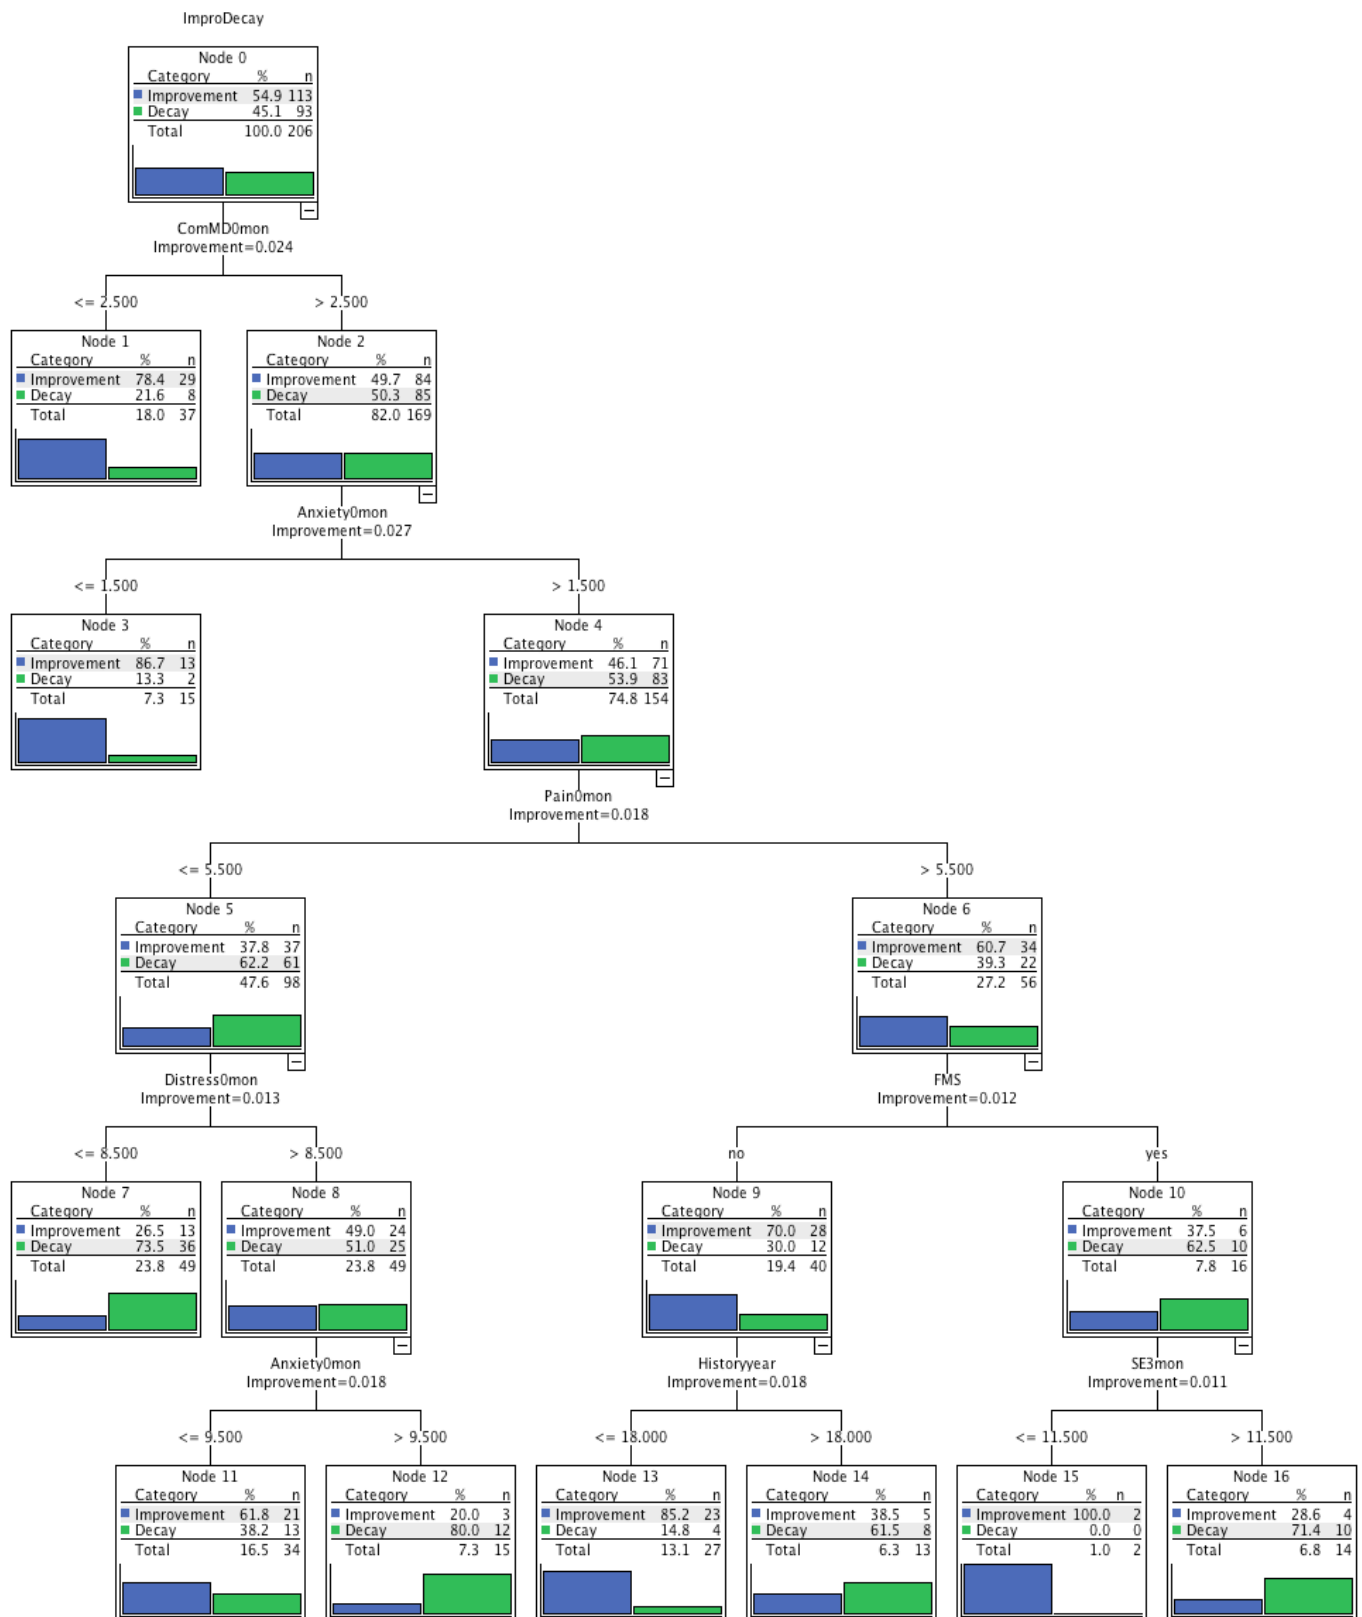 ImproDecay
Node 0
Category % n
Improvement 54.9 113
Decay 45.1 93
Total 100.0 206
ComMD0mon
Improvement=0.024
<= 2.500
> 2.500
Node 1
Category % n
Improvement 78.4 29
Decay 21.6 8
Total 18.0 37
Node 2
Category % n
Improvement 49.7 84
Decay 50.3 85
Total 82.0 169
Anxiety0mon
Improvement=0.027
<= 1.500
> 1.500
Node 3
Category % n
Improvement 86.7 13
Decay 13.3 2
Total 7.3 15
Node 4
Category % n
Improvement 46.1 71
Decay 53.9 83
Total 74.8 154
Pain0mon
Improvement=0.018
<= 5.500
> 5.500
Node 5
Category % n
Improvement 37.8 37
Decay 62.2 61
Total 47.6 98
Node 6
Category % n
Improvement 60.7 34
Decay 39.3 22
Total 27.2 56
Distress0mon
Improvement=0.013
FMS
Improvement=0.012
<= 8.500
> 8.500
no
yes
Node 7
Category % n
Improvement 26.5 13
Decay 73.5 36
Total 23.8 49
Node 8
Category % n
Improvement 49.0 24
Decay 51.0 25
Total 23.8 49
Node 9
Category % n
Improvement 70.0 28
Decay 30.0 12
Total 19.4 40
Node 10
Category % n
Improvement 37.5 6
Decay 62.5 10
Total 7.8 16
Anxiety0mon
Improvement=0.018
Historyyear
Improvement=0.018
SE3mon
Improvement=0.011
<= 9.500
> 9.500
<= 18.000
> 18.000
<= 11.500
> 11.500
Node 11
Category % n
Improvement 61.8 21
Decay 38.2 13
Total 16.5 34
Node 12
Category % n
Improvement 20.0 3
Decay 80.0 12
Total 7.3 15
Node 13
Category % n
Improvement 85.2 23
Decay 14.8 4
Total 13.1 27
Node 14
Category % n
Improvement 38.5 5
Decay 61.5 8
Total 6.3 13
Node 15
Category % n
Improvement 100.0 2
Decay 0.0 0
Total 1.0 2
Node 16
Category % n
Improvement 28.6 4
Decay 71.4 10
Total 6.8 14